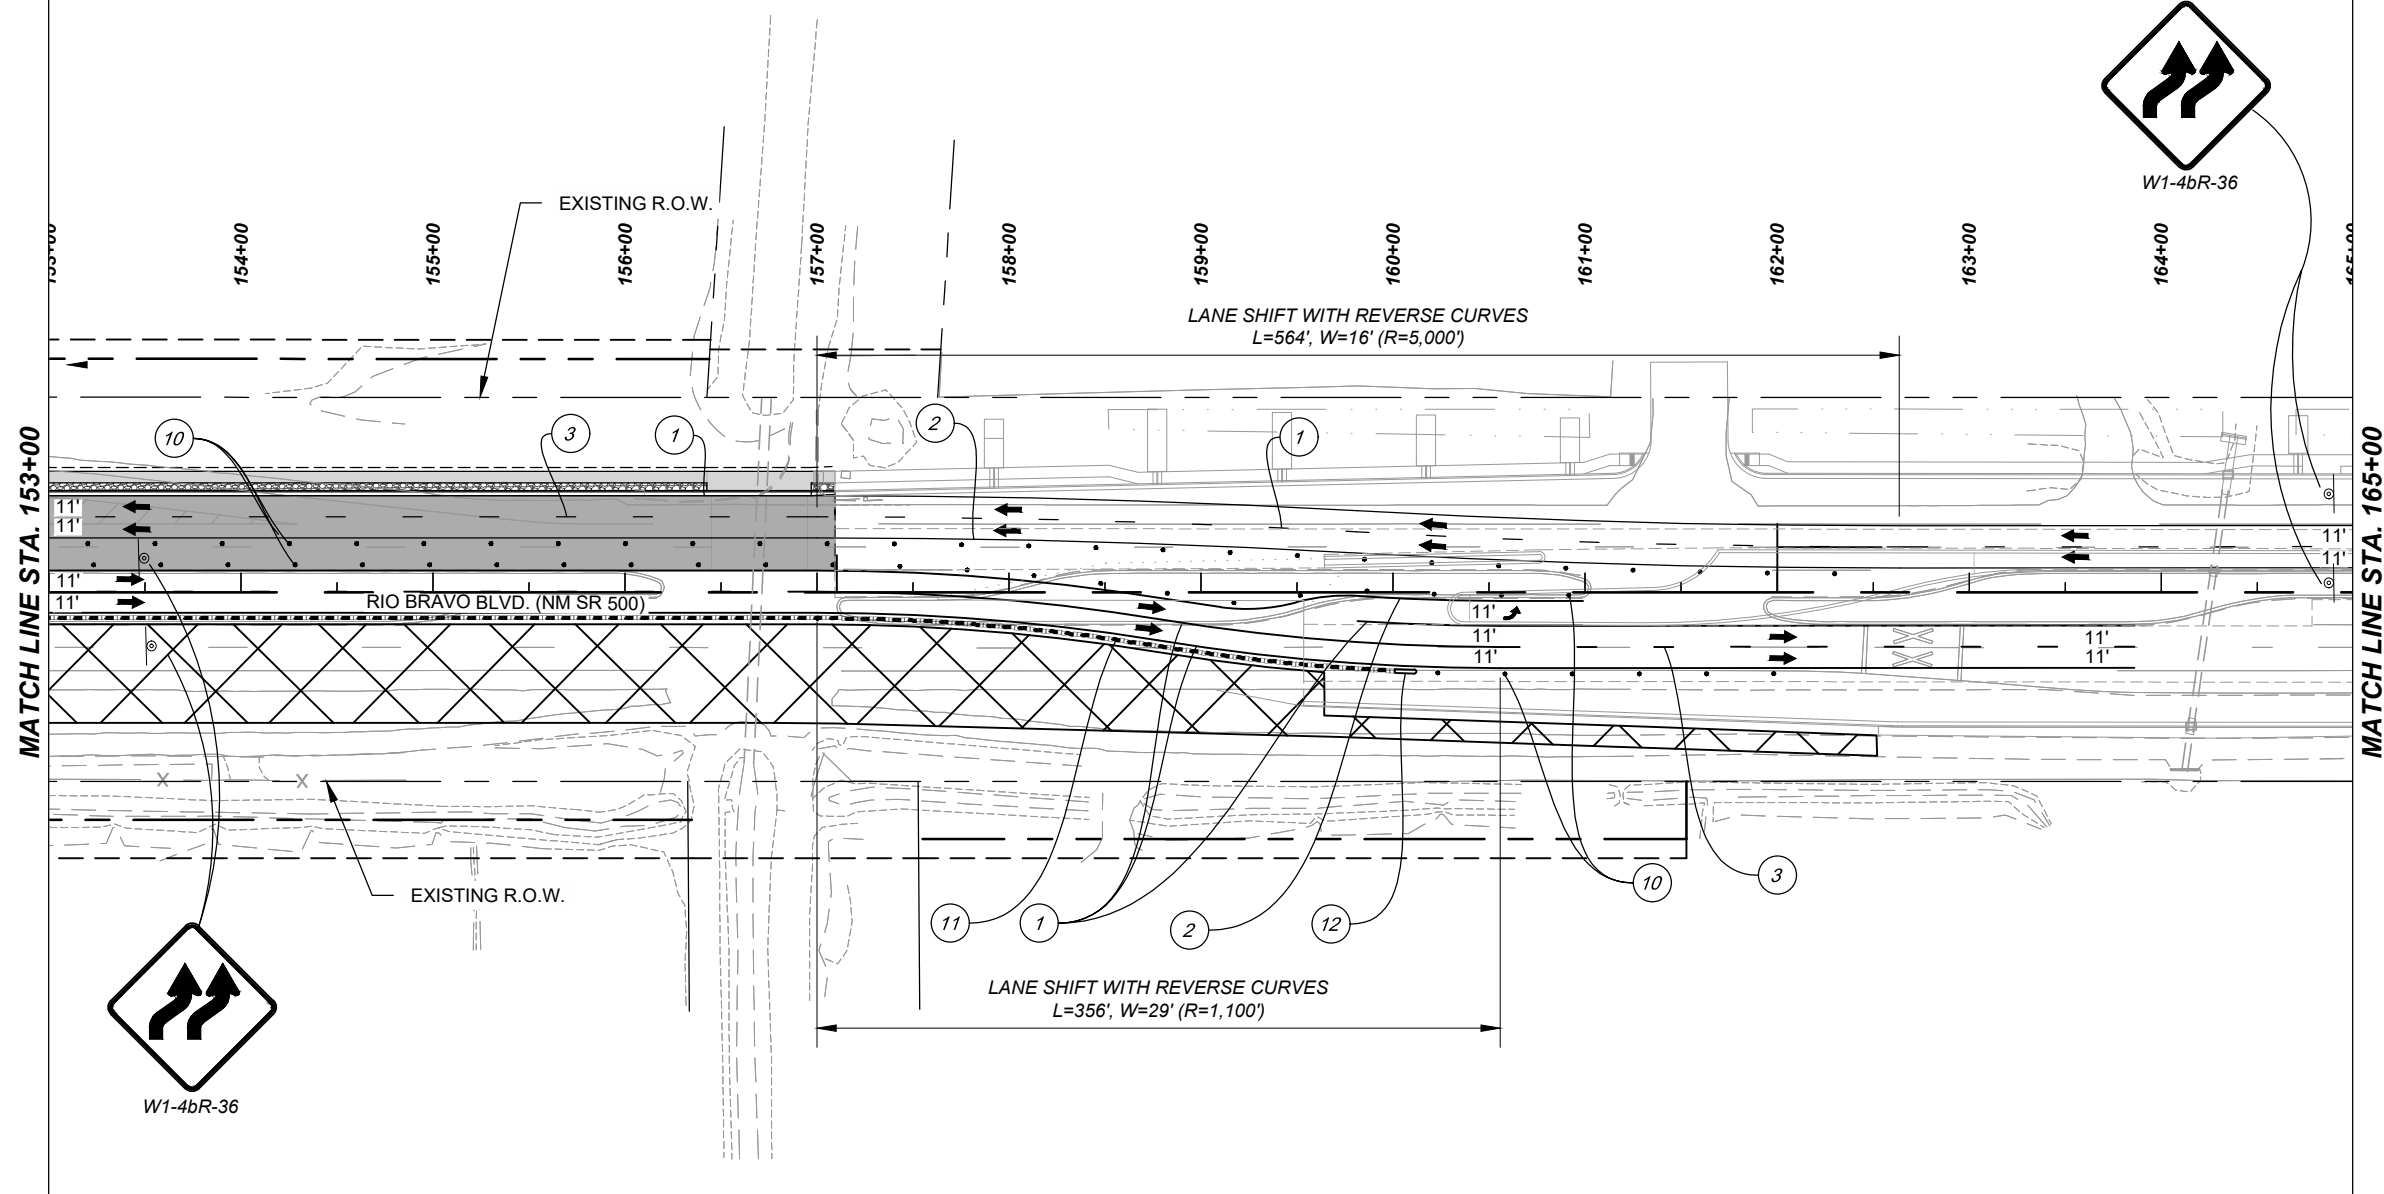 W1-4bR-36
EXISTING R.O.W.
153+00
154+00
155+00
156+00
157+00
158+00
159+00
160+00
161+00
162+00
163+00
164+00
165+00
LANE SHIFT WITH REVERSE CURVES
L=564', W=16' (R=5,000')
MATCH LINE STA. 153+00
MATCH LINE STA. 165+00
10
3
1
2
1
11'
11'
11'
11'
11'
11'
RIO BRAVO BLVD. (NM SR 500)
11'
11'
11'
11'
11'
X
X
EXISTING R.O.W.
11
1
2
12
10
3
LANE SHIFT WITH REVERSE CURVES
L=356', W=29' (R=1,100')
W1-4bR-36